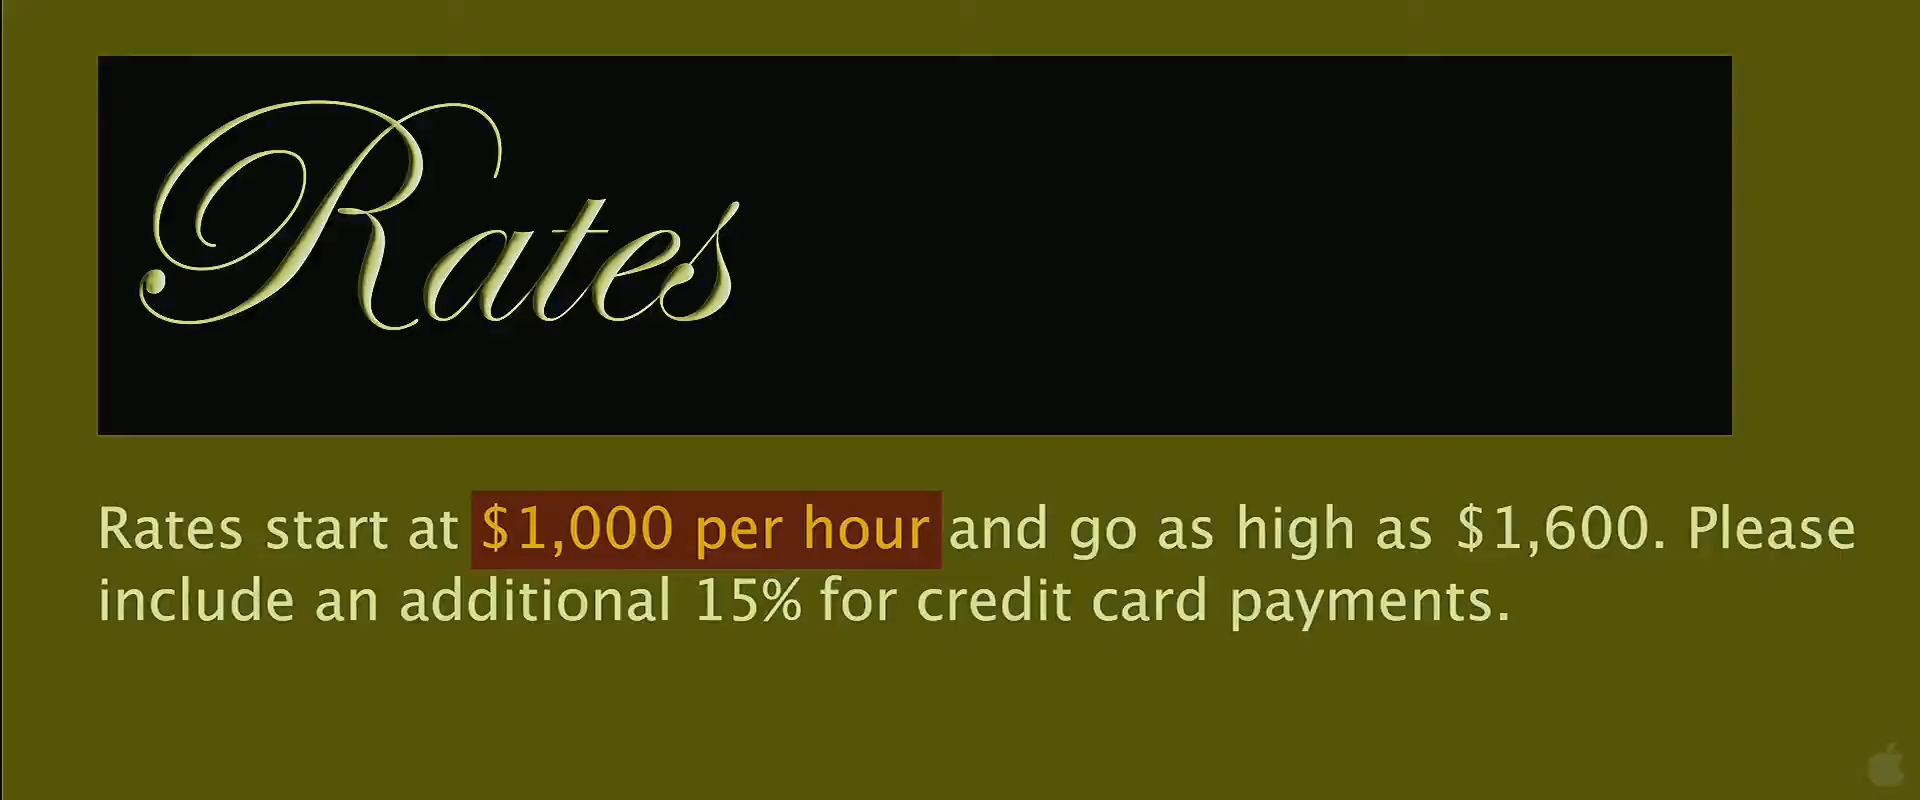 Rates
Rates start at $1,000 per hour and go as high as $1,600. Please
include an additional 15% for credit card payments.